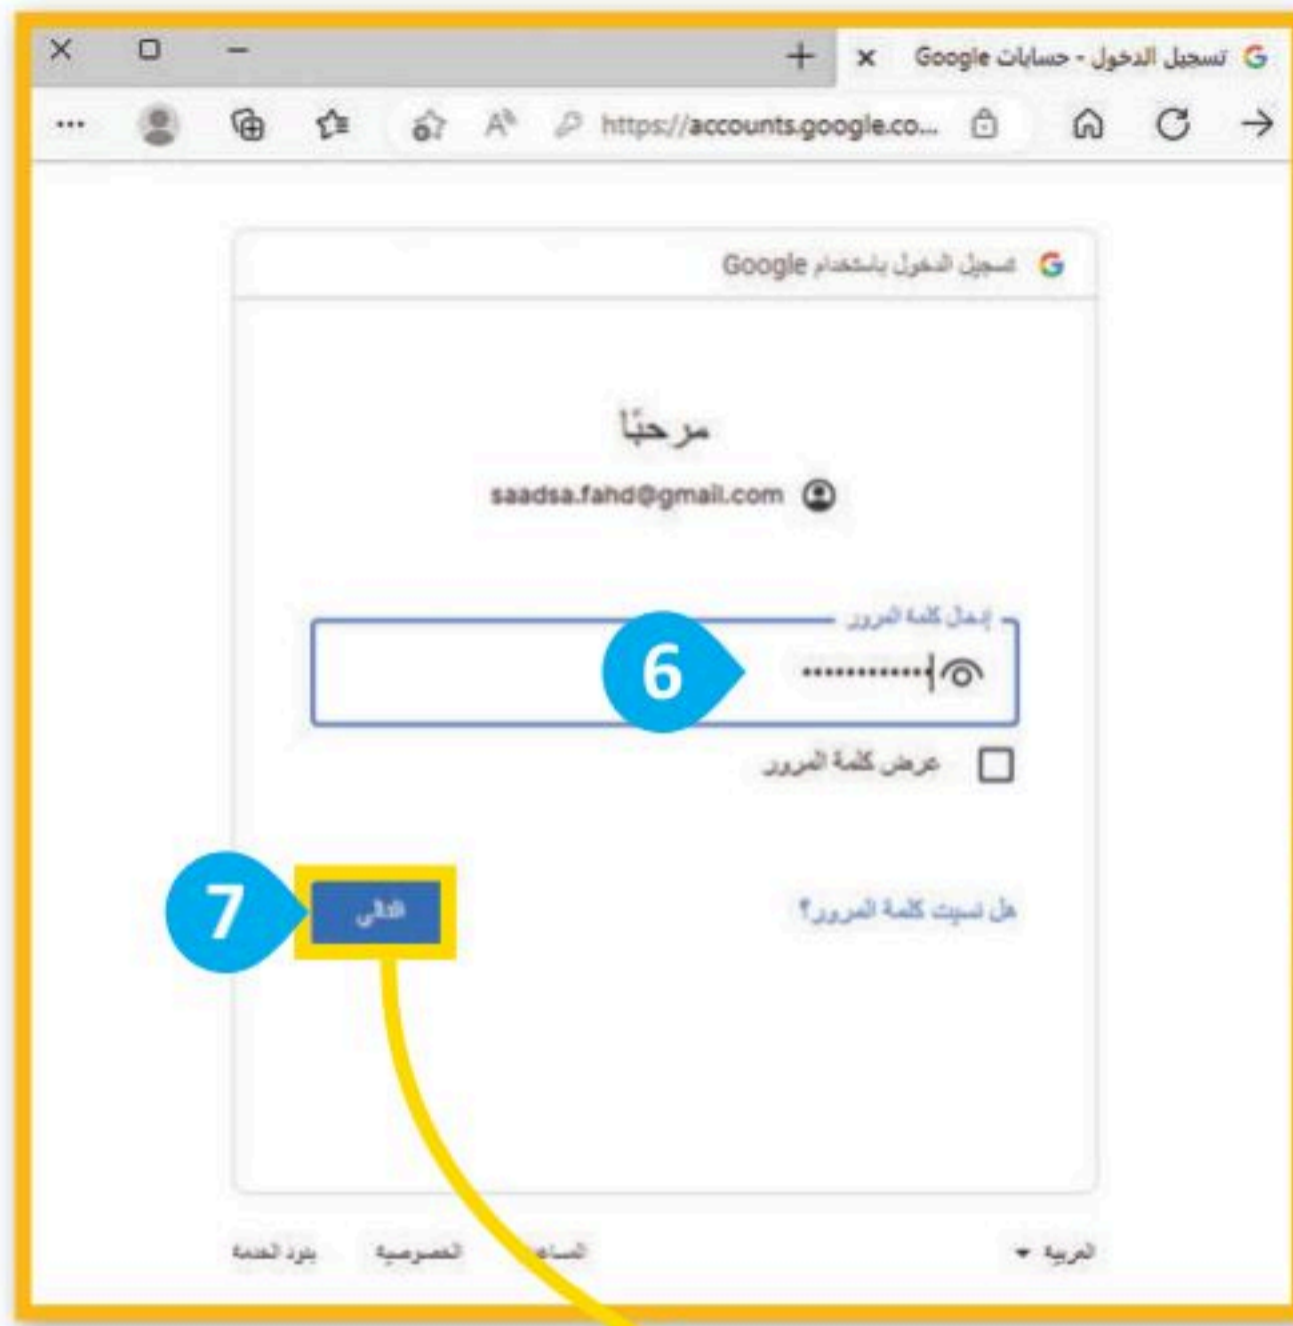 تسجيل الدخول - حسابات Google
https://accounts.google.co...
تسجيل الدخول باستخدام Google
مرحبًا
saadsa.fahd@gmail.com
إدخال كلمة المرور
6
عرض كلمة المرور
هل نسيت كلمة المرور؟
التالي
7
العربية
المساعد
الخصوصية
بنود الخدمة